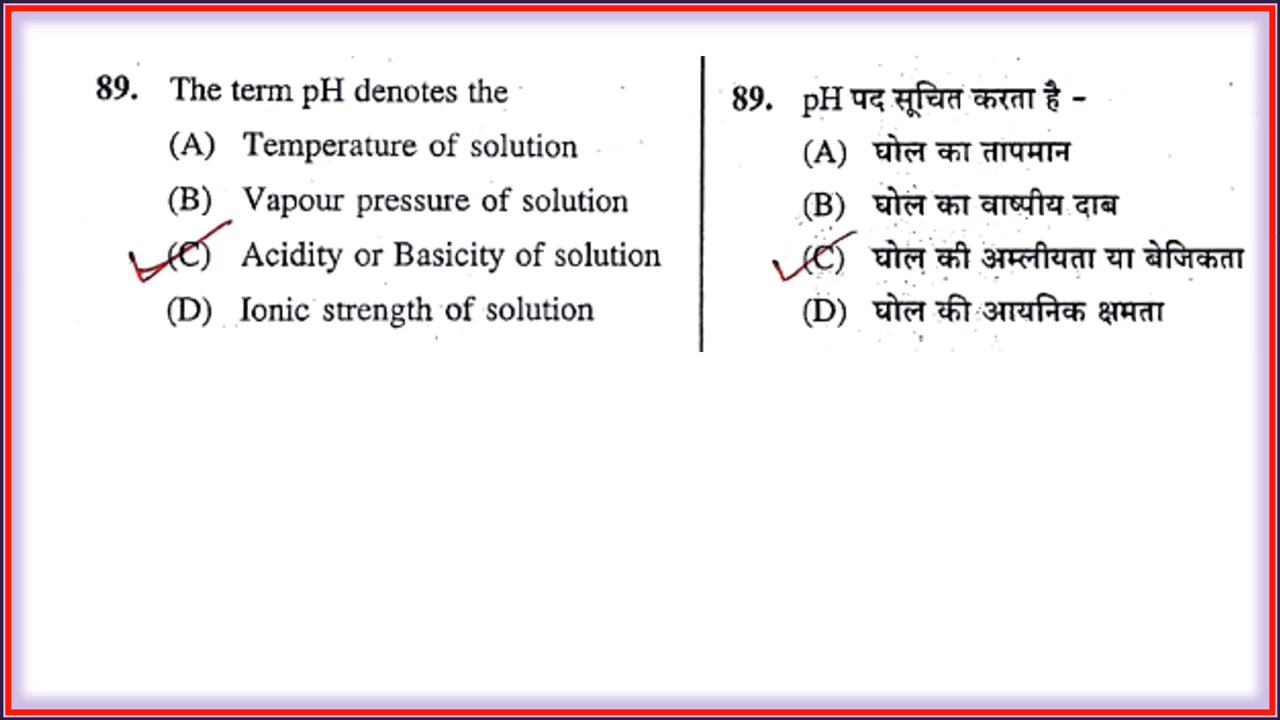 89. The term pH denotes the
(A) Temperature of solution
(B) Vapour pressure of solution
(C) Acidity or Basicity of solution
(D) Ionic strength of solution
89. pH पद सूचित करता है -
(A) घोल का तापमान
(B) घोल का वाष्पीय दाब
(C) घोल की अम्लीयता या बेजिकता
(D) घोल की आयनिक क्षमता